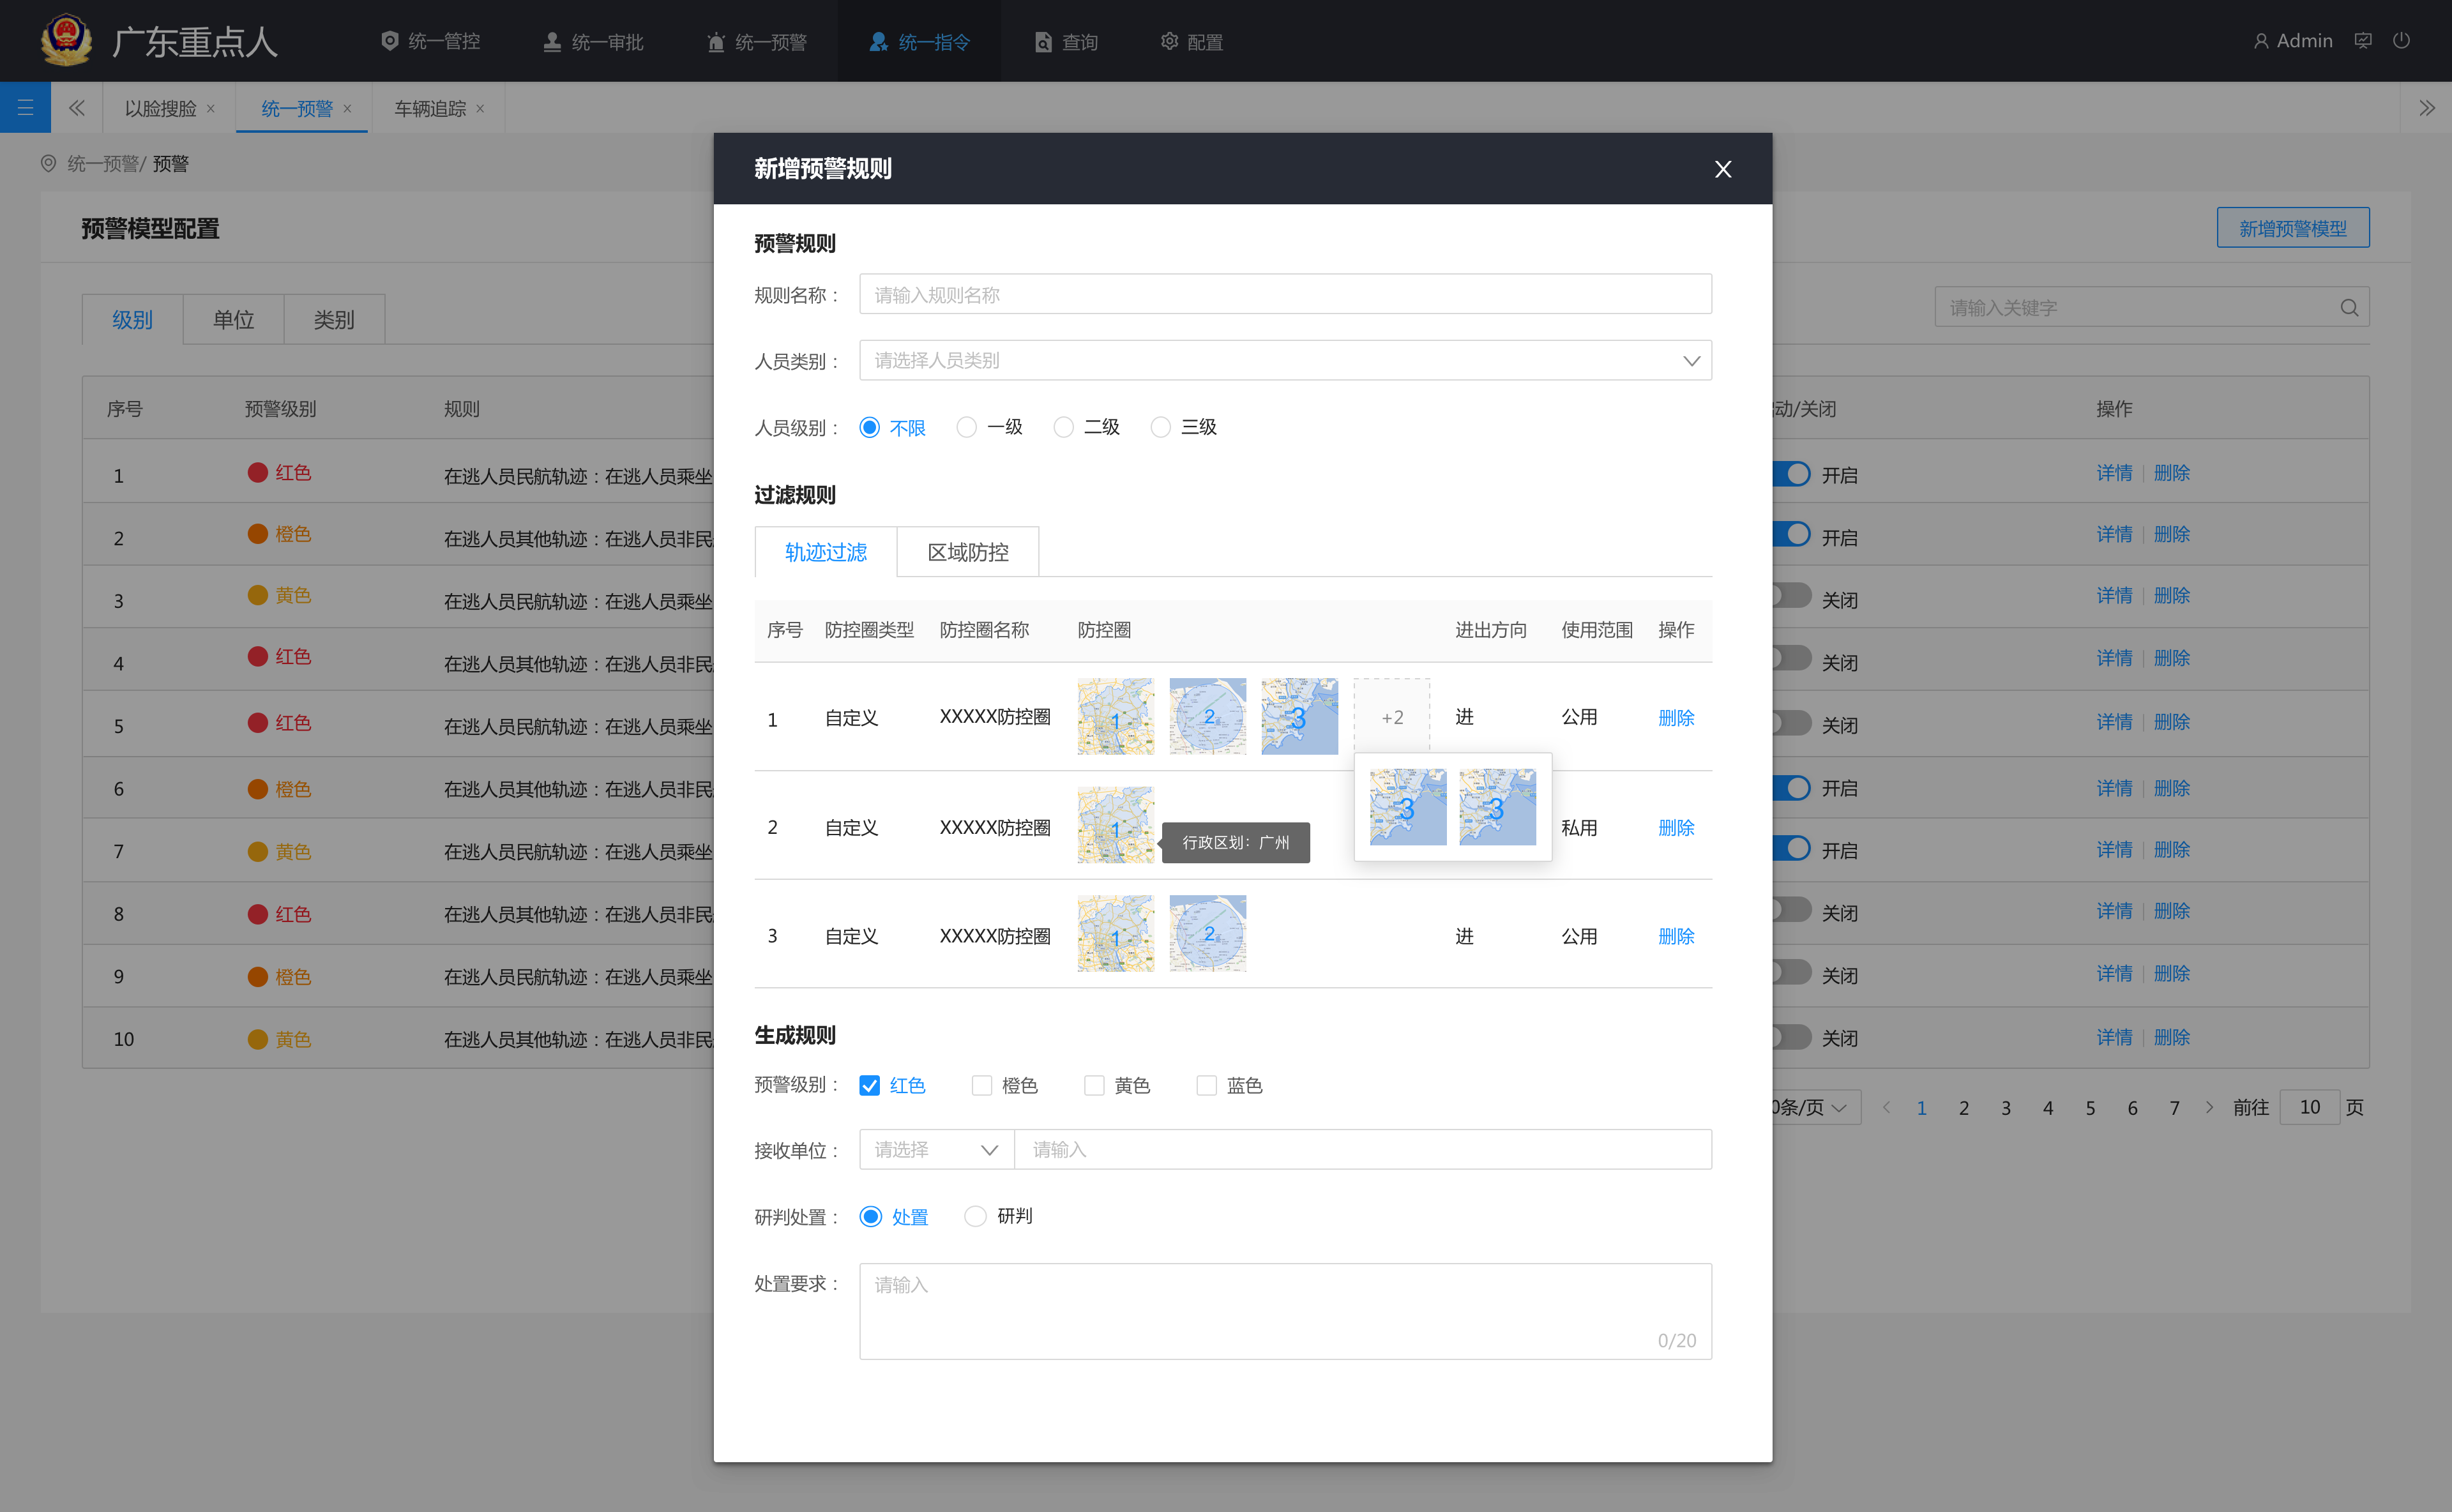 广东重点人
统一管控 统一审批 统一预警 统一指令 查询 配置 Admin
以脸搜脸 统一预警 车辆追踪
统一预警/ 预警
新增预警规则
预警模型配置 新增预警模型
级别 单位 类别 请输入关键字
序号 预警级别 规则 动/关闭 操作
1 红色 在逃人员民航轨迹：在逃人员乘坐 开启 详情 删除
2 橙色 在逃人员其他轨迹：在逃人员非民 开启 详情 删除
3 黄色 在逃人员民航轨迹：在逃人员乘坐 关闭 详情 删除
4 红色 在逃人员其他轨迹：在逃人员非民 关闭 详情 删除
5 红色 在逃人员民航轨迹：在逃人员乘坐 关闭 详情 删除
6 橙色 在逃人员其他轨迹：在逃人员非民 开启 详情 删除
7 黄色 在逃人员民航轨迹：在逃人员乘坐 开启 详情 删除
8 红色 在逃人员其他轨迹：在逃人员非民 关闭 详情 删除
9 橙色 在逃人员民航轨迹：在逃人员乘坐 关闭 详情 删除
10 黄色 在逃人员其他轨迹：在逃人员非民 关闭 详情 删除
0条/页 1 2 3 4 5 6 7 前往 10 页
预警规则
规则名称： 请输入规则名称
人员类别： 请选择人员类别
人员级别： 不限 一级 二级 三级
过滤规则
轨迹过滤 区域防控
序号 防控圈类型 防控圈名称 防控圈 进出方向 使用范围 操作
1 自定义 XXXXX防控圈 1 2 3 +2 进 公用 删除
3 3
2 自定义 XXXXX防控圈 1 行政区划：广州 私用 删除
3 自定义 XXXXX防控圈 1 2 进 公用 删除
生成规则
预警级别： 红色 橙色 黄色 蓝色
接收单位： 请选择 请输入
研判处置： 处置 研判
处置要求： 请输入
0/20